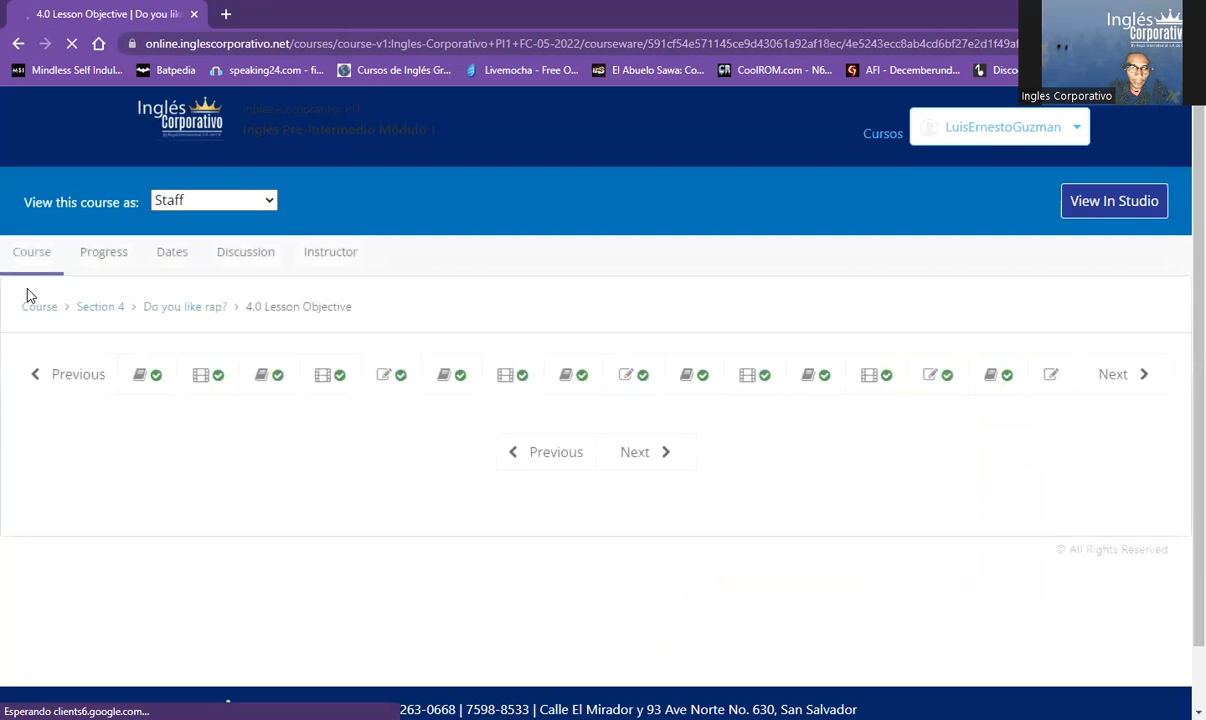 4.0 Lesson Objective | Do you lik
online.inglescorporativo.net/courses/course-v1:Ingles-Corporativo+PI1+FC-05-2022/courseware/591cf54e571145ce9d43061a92af18ec/4e5243ecc8ab4cd6bf27e2d1f49af
Mindless Self Indul... Batpedia speaking24.com - fi... Cursos de Inglés Gr... Livemocha - Free O... El Abuelo Sawa: Co... CoolROM.com - N6... AFI - Decemberund... Disco
Inglés
Corporativo
Ingles Corporativo
Inglés
Corporativo
Inglés Pre-Intermedio Módulo 1
Cursos
LuisErnestoGuzman
View this course as: Staff
View In Studio
Course Progress Dates Discussion Instructor
Course > Section 4 > Do you like rap? > 4.0 Lesson Objective
Previous Next
Previous Next
© All Rights Reserved
263-0668 | 7598-8533 | Calle El Mirador y 93 Ave Norte No. 630, San Salvador
Esperando clients6.google.com...